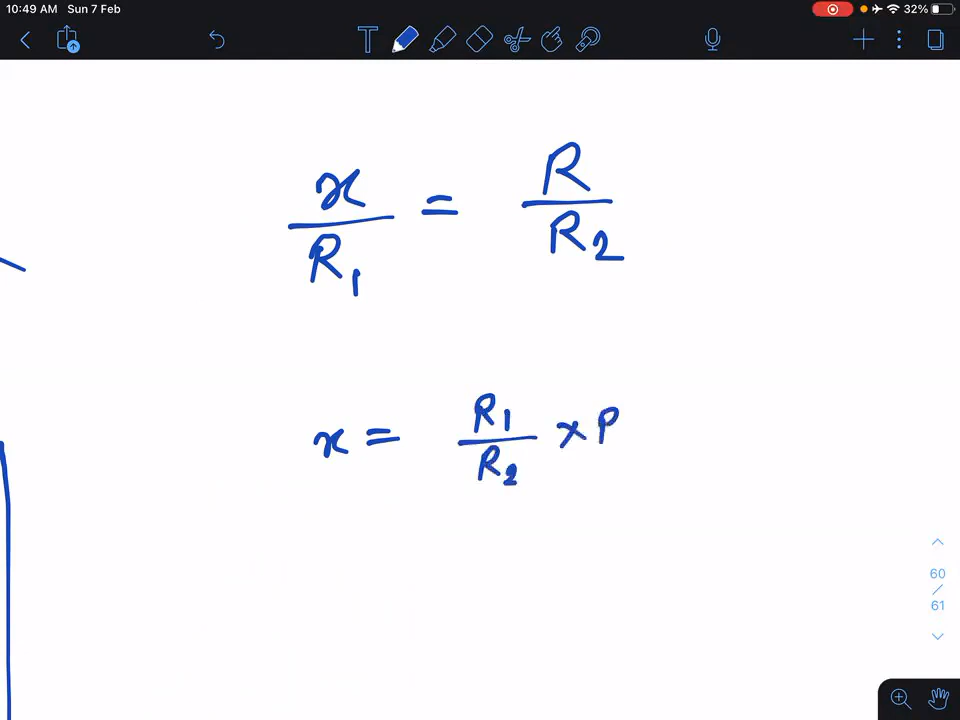 10:49 AM Sun 7 Feb 32%
T
x/R₁ = R/R₂
x = R₁/R₂ × P
60
/
61